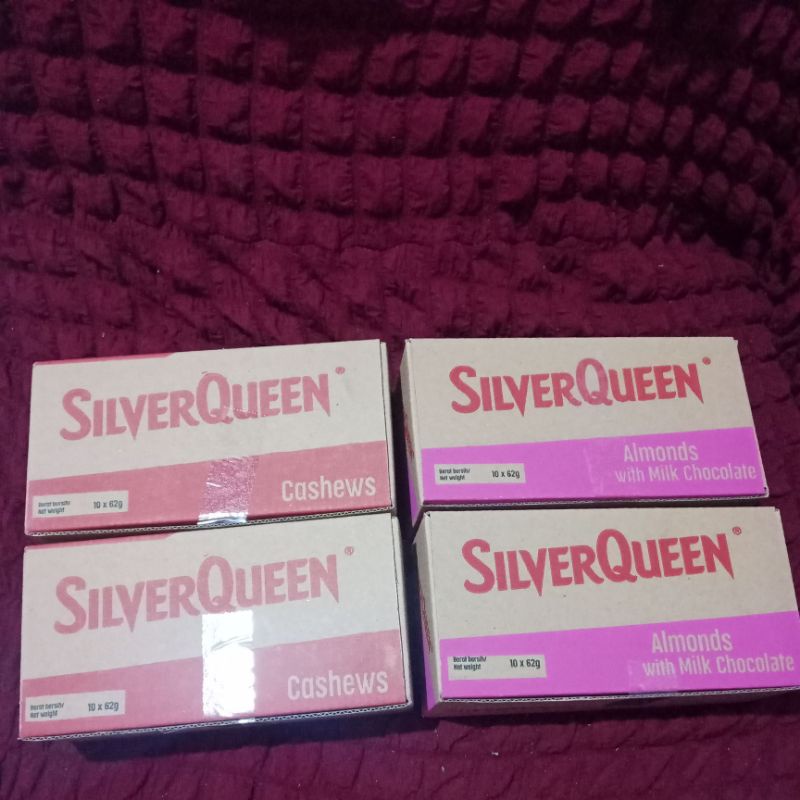 SILVERQUEEN®
Cashews
Berat bersih/
Net weight
10 x 62g
SILVERQUEEN®
Almonds
with Milk Chocolate
Berat bersih/
Net weight
10 x 62g
SILVERQUEEN®
Cashews
Berat bersih/
Net weight
10 x 62g
SILVERQUEEN®
Almonds
with Milk Chocolate
Berat bersih/
Net weight
10 x 62g